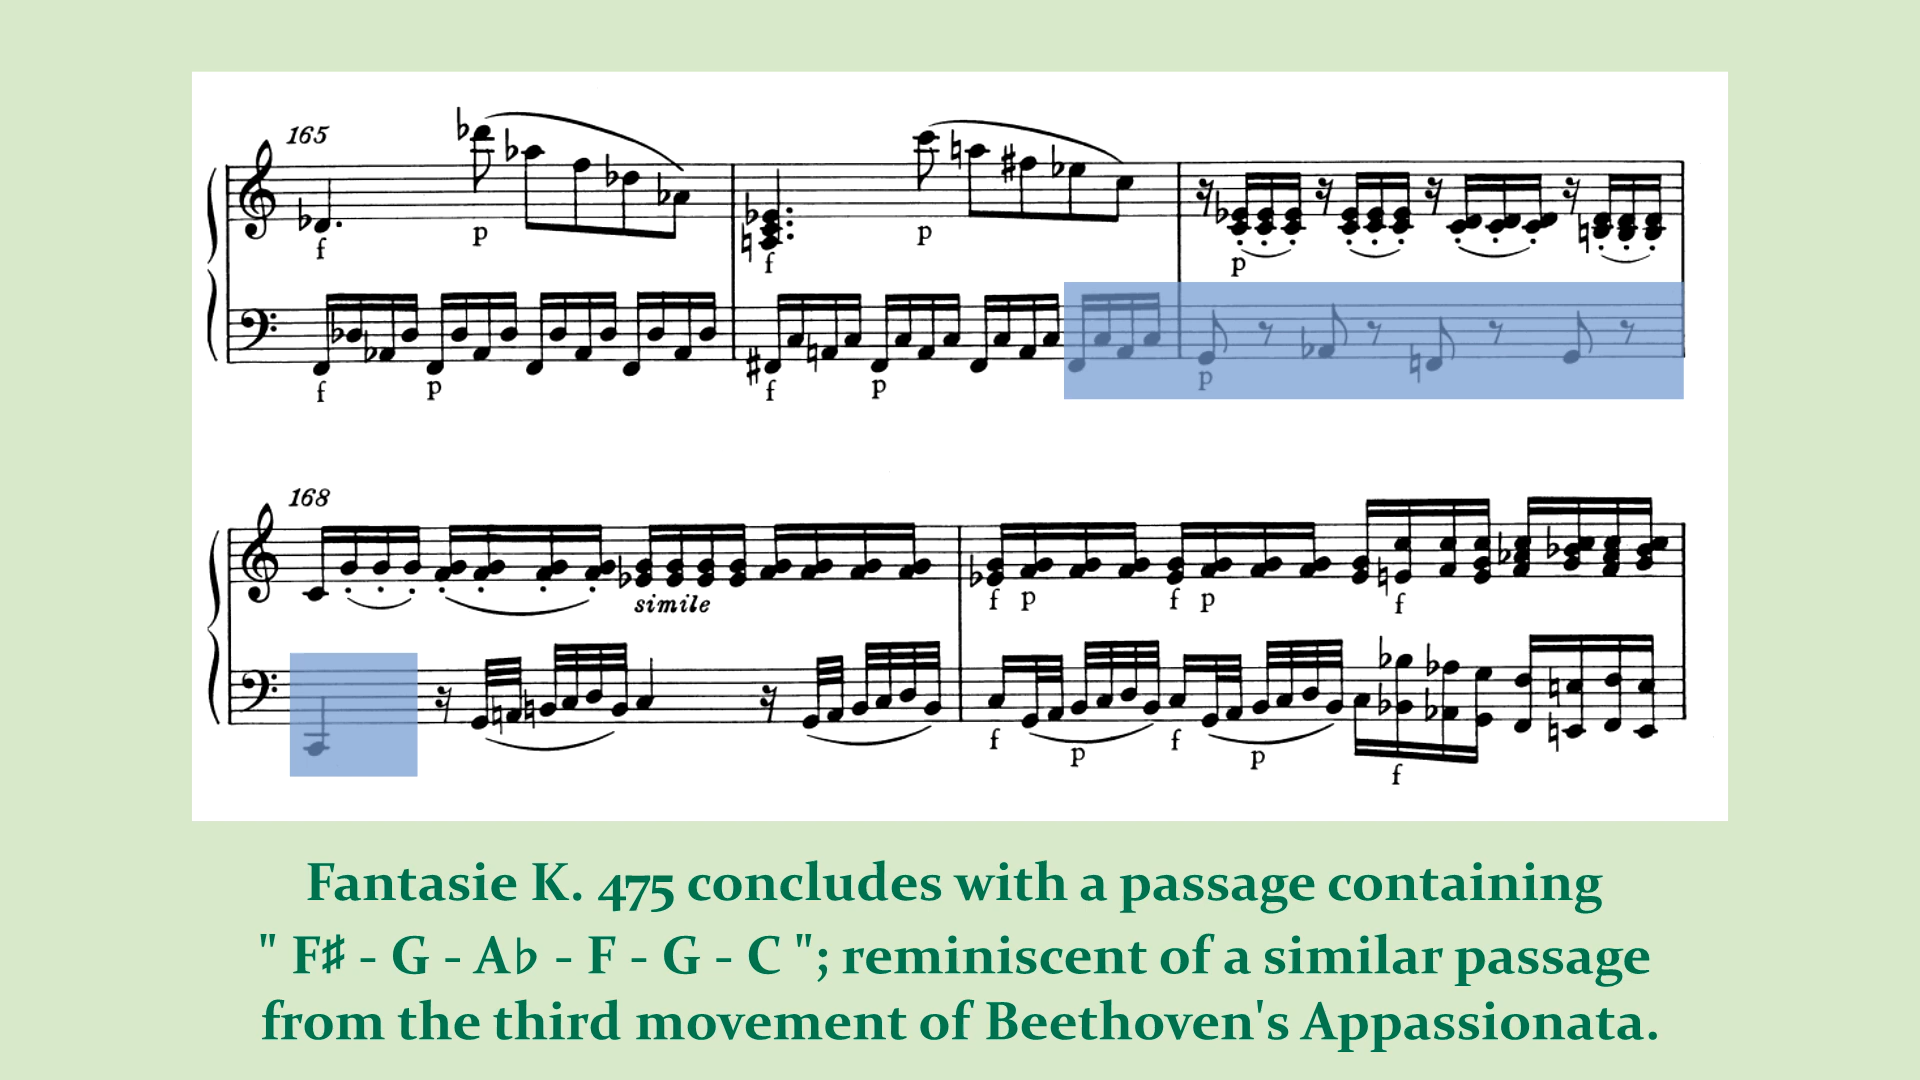 165
f p f p p
f p f p p
168
simile
f p f p f
f p f p f
Fantasie K. 475 concludes with a passage containing
" F♯ - G - A♭ - F - G - C "; reminiscent of a similar passage
from the third movement of Beethoven's Appassionata.